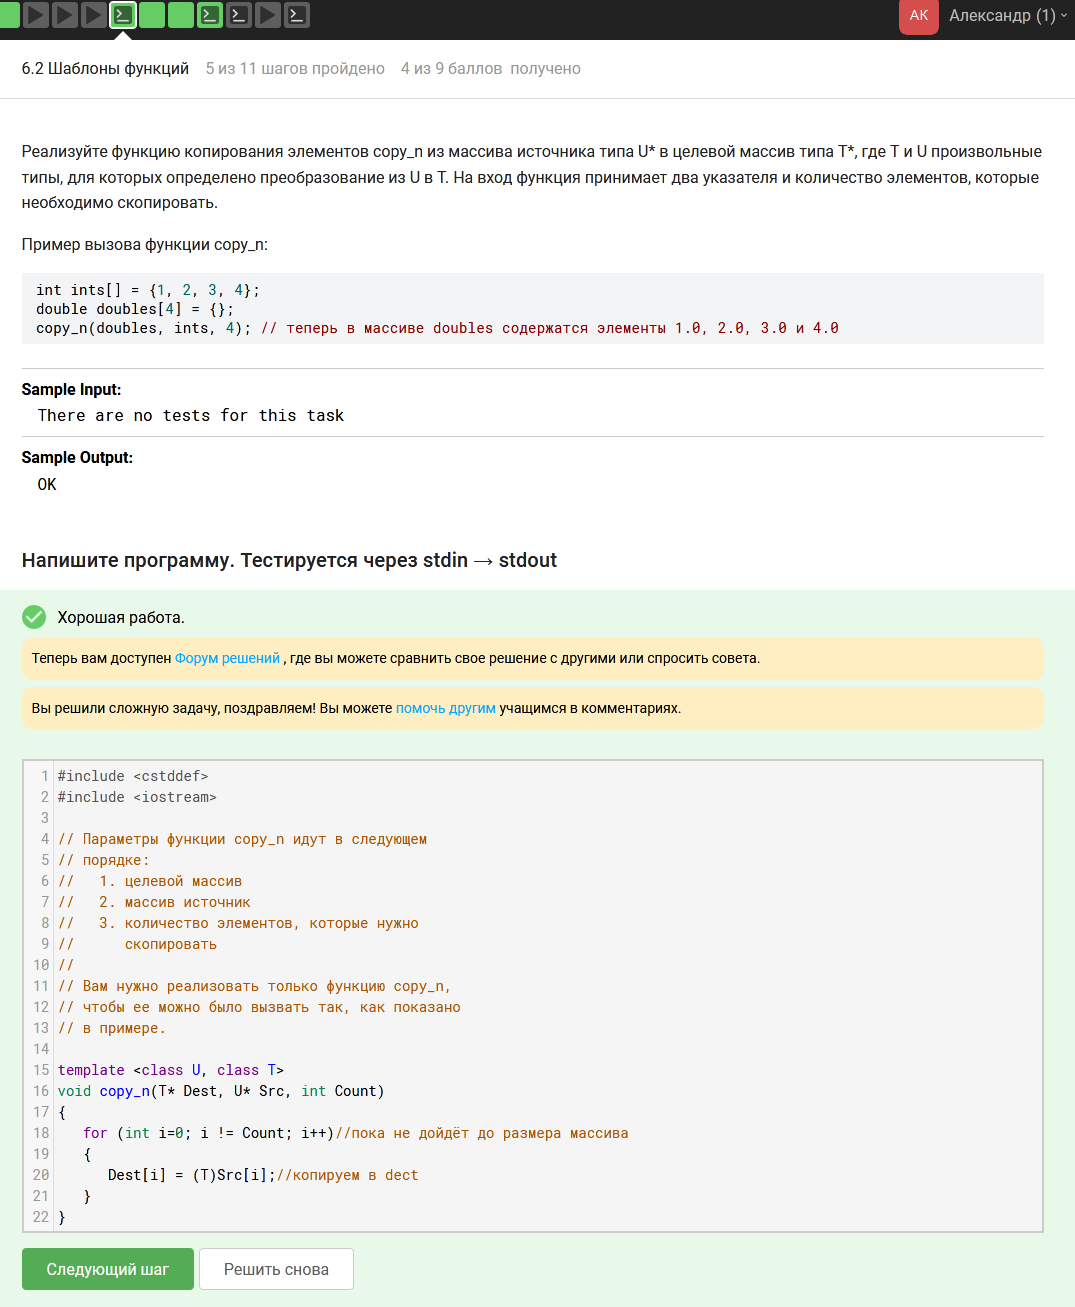 АК
Александр (1)
6.2 Шаблоны функций 5 из 11 шагов пройдено 4 из 9 баллов получено
Реализуйте функцию копирования элементов copy_n из массива источника типа U* в целевой массив типа T*, где T и U произвольные
типы, для которых определено преобразование из U в T. На вход функция принимает два указателя и количество элементов, которые
необходимо скопировать.
Пример вызова функции copy_n:
int ints[] = {1, 2, 3, 4};
double doubles[4] = {};
copy_n(doubles, ints, 4); // теперь в массиве doubles содержатся элементы 1.0, 2.0, 3.0 и 4.0
Sample Input:
There are no tests for this task
Sample Output:
OK
Напишите программу. Тестируется через stdin → stdout
Хорошая работа.
Теперь вам доступен Форум решений , где вы можете сравнить свое решение с другими или спросить совета.
Вы решили сложную задачу, поздравляем! Вы можете помочь другим учащимся в комментариях.
1 #include <cstddef>
2 #include <iostream>
3
4 // Параметры функции copy_n идут в следующем
5 // порядке:
6 //   1. целевой массив
7 //   2. массив источник
8 //   3. количество элементов, которые нужно
9 //      скопировать
10 //
11 // Вам нужно реализовать только функцию copy_n,
12 // чтобы ее можно было вызвать так, как показано
13 // в примере.
14
15 template <class U, class T>
16 void copy_n(T* Dest, U* Src, int Count)
17 {
18    for (int i=0; i != Count; i++)//пока не дойдёт до размера массива
19    {
20       Dest[i] = (T)Src[i];//копируем в dect
21    }
22 }
Следующий шаг
Решить снова